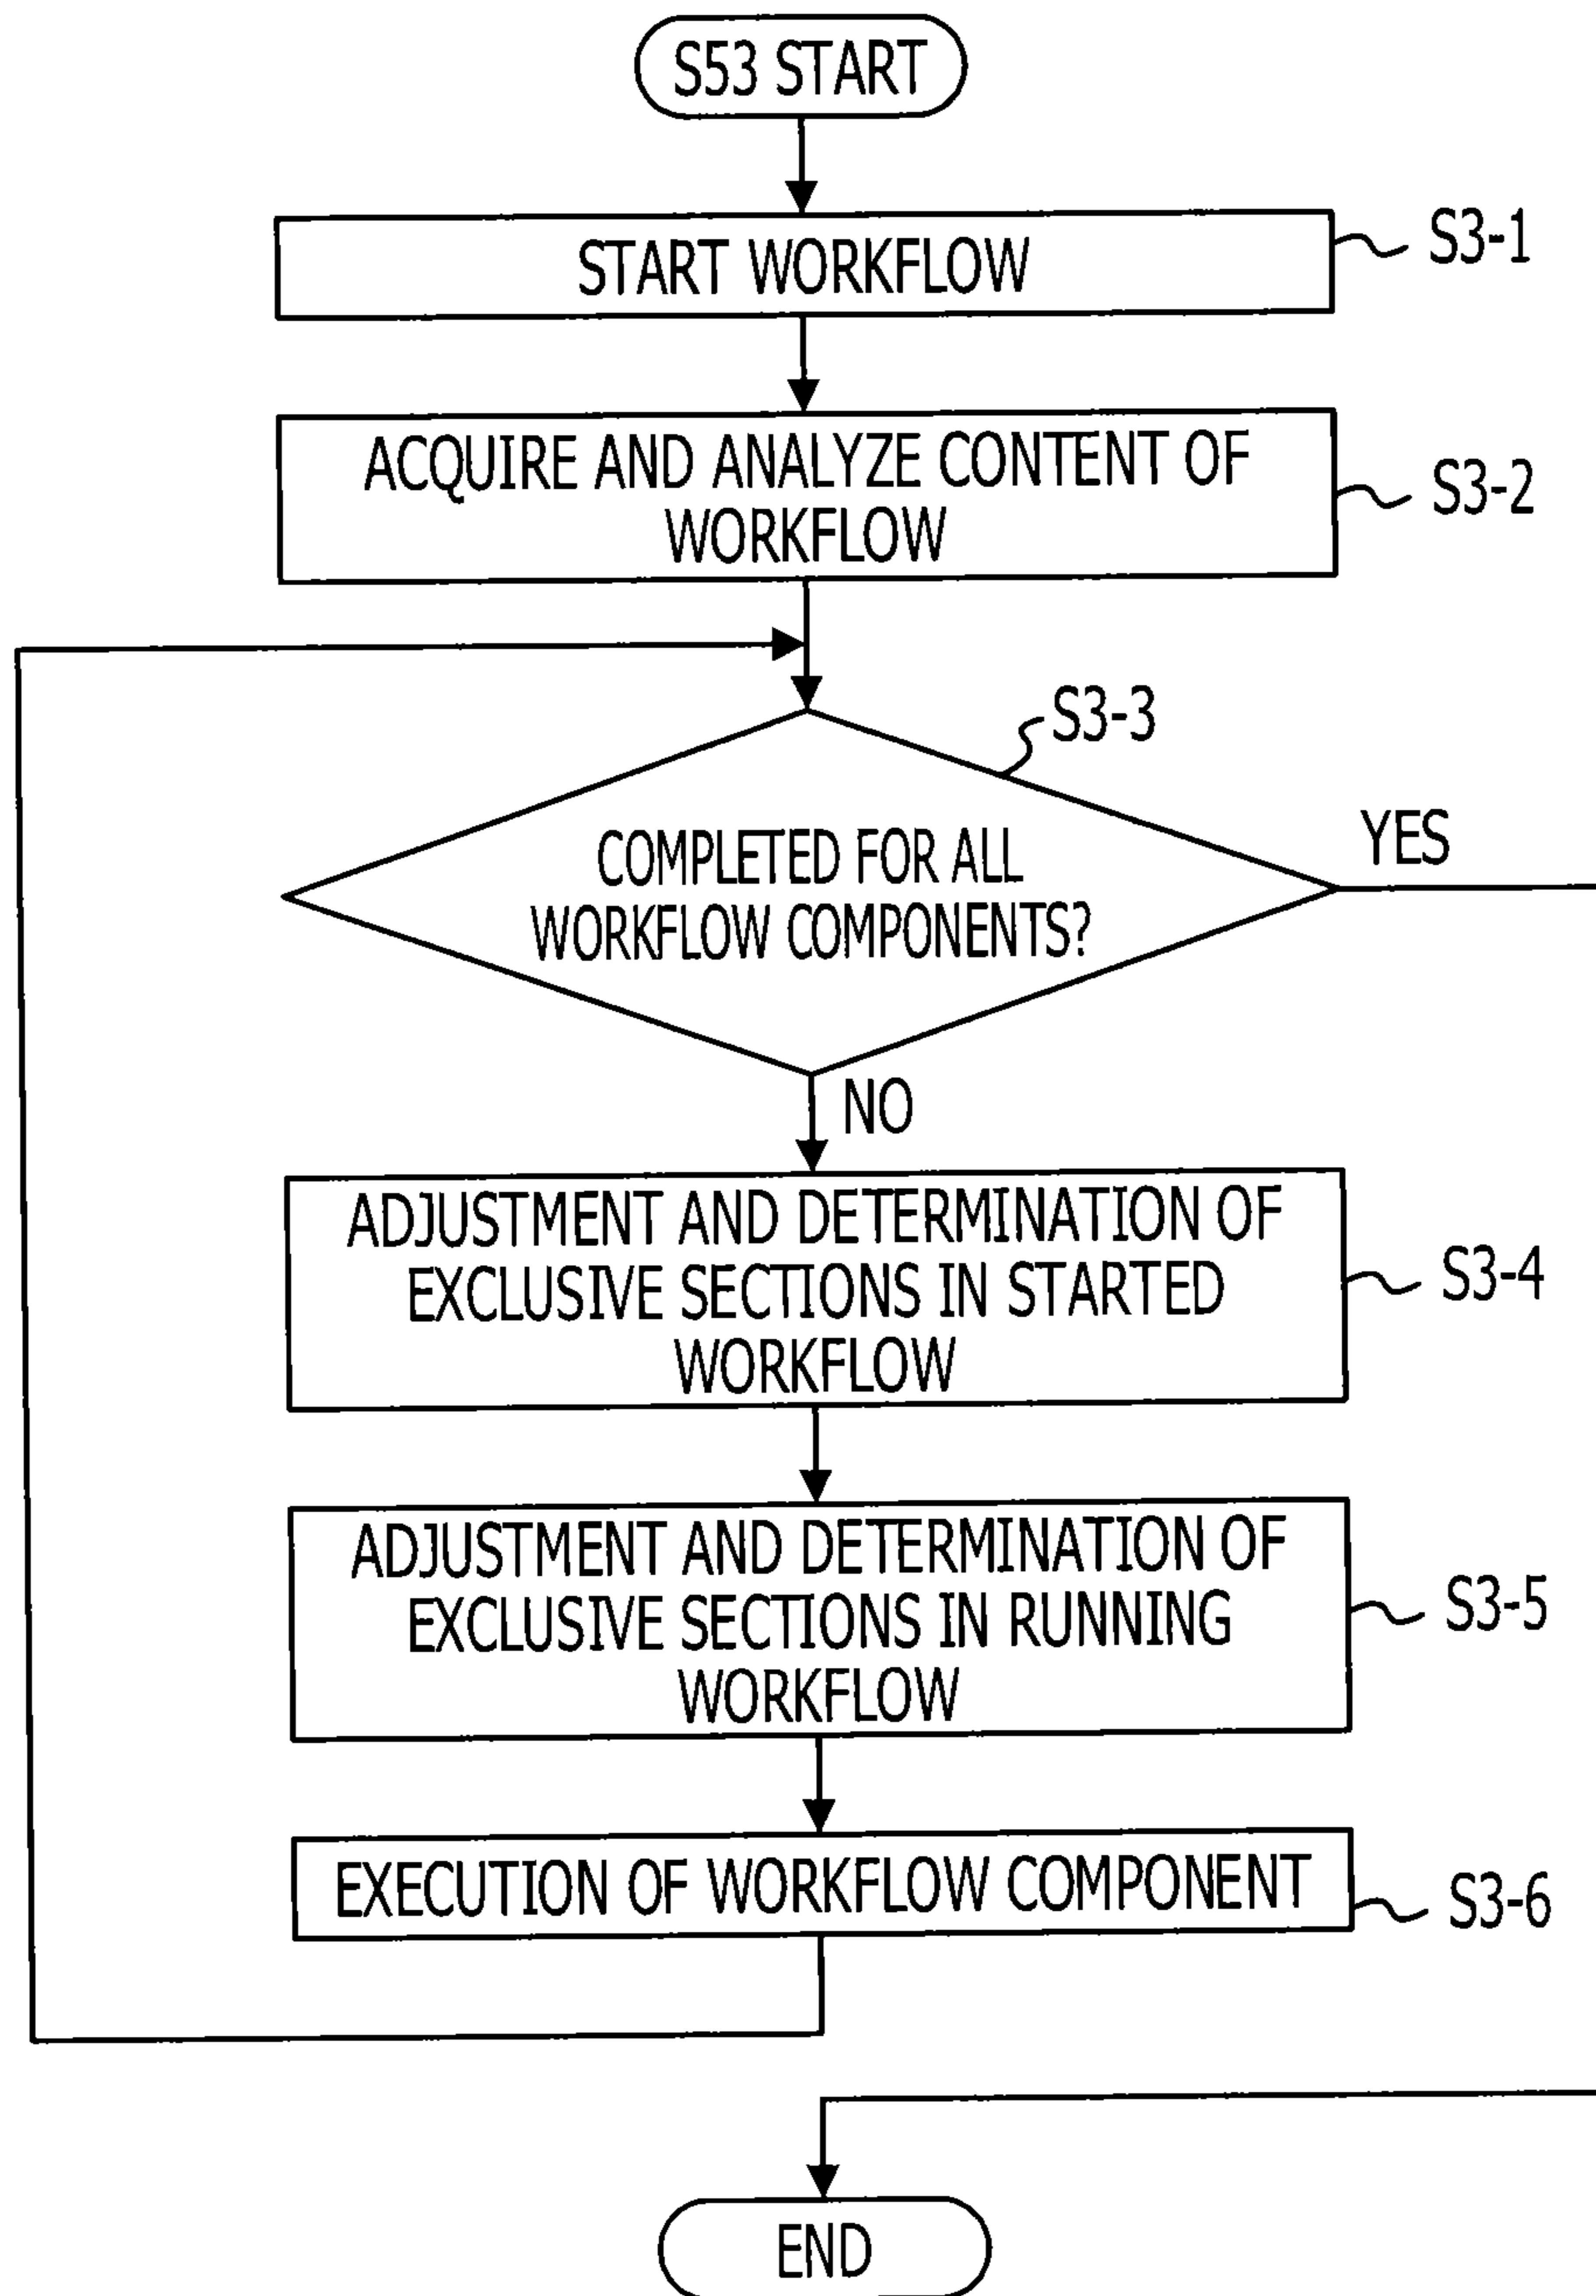 S53 START
START WORKFLOW
S3-1
ACQUIRE AND ANALYZE CONTENT OF
WORKFLOW
S3-2
S3-3
COMPLETED FOR ALL
WORKFLOW COMPONENTS?
YES
NO
ADJUSTMENT AND DETERMINATION OF
EXCLUSIVE SECTIONS IN STARTED
WORKFLOW
S3-4
ADJUSTMENT AND DETERMINATION OF
EXCLUSIVE SECTIONS IN RUNNING
WORKFLOW
S3-5
EXECUTION OF WORKFLOW COMPONENT
S3-6
END